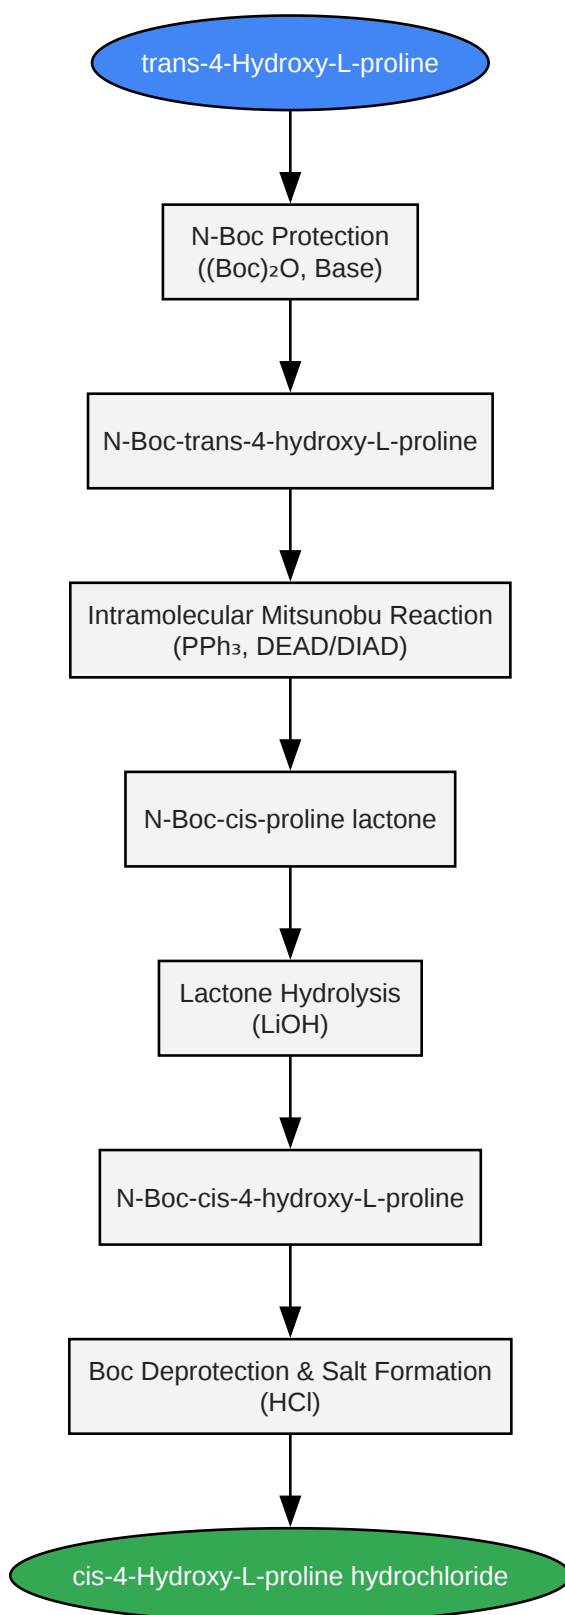 trans-4-Hydroxy-L-proline
N-Boc Protection
((Boc)₂O, Base)
N-Boc-trans-4-hydroxy-L-proline
Intramolecular Mitsunobu Reaction
(PPh₃, DEAD/DIAD)
N-Boc-cis-proline lactone
Lactone Hydrolysis
(LiOH)
N-Boc-cis-4-hydroxy-L-proline
Boc Deprotection & Salt Formation
(HCl)
cis-4-Hydroxy-L-proline hydrochloride